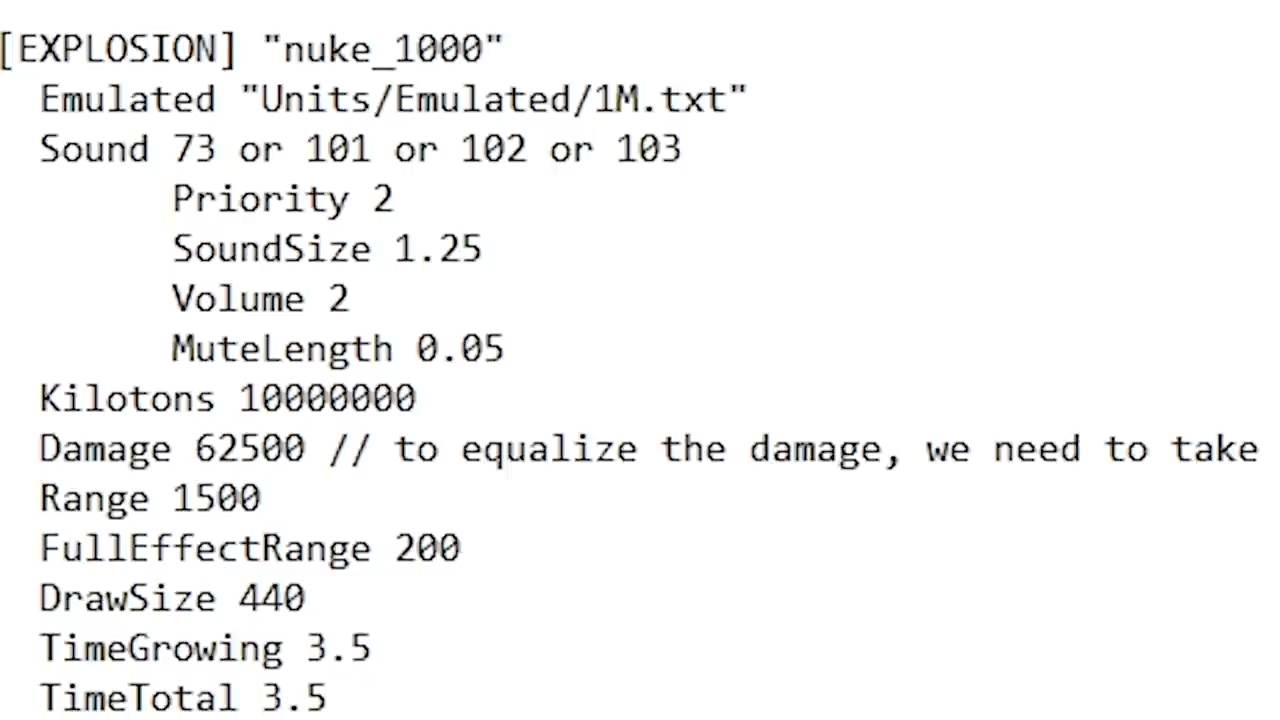 [EXPLOSION] "nuke_1000"
Emulated "Units/Emulated/1M.txt"
Sound 73 or 101 or 102 or 103
Priority 2
SoundSize 1.25
Volume 2
MuteLength 0.05
Kilotons 10000000
Damage 62500 // to equalize the damage, we need to take
Range 1500
FullEffectRange 200
DrawSize 440
TimeGrowing 3.5
TimeTotal 3.5